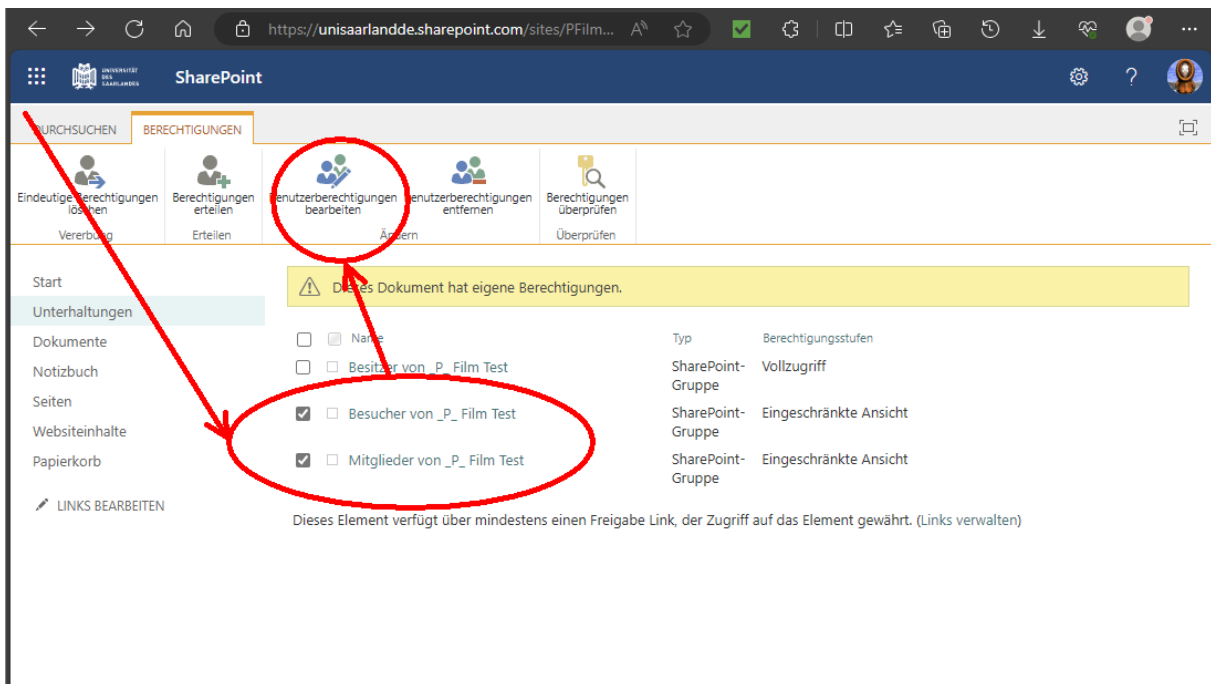 https://unisaarlandde.sharepoint.com/sites/PFilm...
UNIVERSITÄT
DES
SAARLANDES
SharePoint
DURCHSUCHEN
BERECHTIGUNGEN
Eindeutige Berechtigungen
löschen
Berechtigungen
erteilen
Benutzerberechtigungen
bearbeiten
Benutzerberechtigungen
entfernen
Berechtigungen
überprüfen
Vererbung
Erteilen
Ändern
Überprüfen
Start
Unterhaltungen
Dokumente
Notizbuch
Seiten
Websiteinhalte
Papierkorb
LINKS BEARBEITEN
Dieses Dokument hat eigene Berechtigungen.
Name Typ Berechtigungsstufen
Besitzer von _P_ Film Test SharePoint- Vollzugriff
Gruppe
Besucher von _P_ Film Test SharePoint- Eingeschränkte Ansicht
Gruppe
Mitglieder von _P_ Film Test SharePoint- Eingeschränkte Ansicht
Gruppe
Dieses Element verfügt über mindestens einen Freigabe Link, der Zugriff auf das Element gewährt. (Links verwalten)